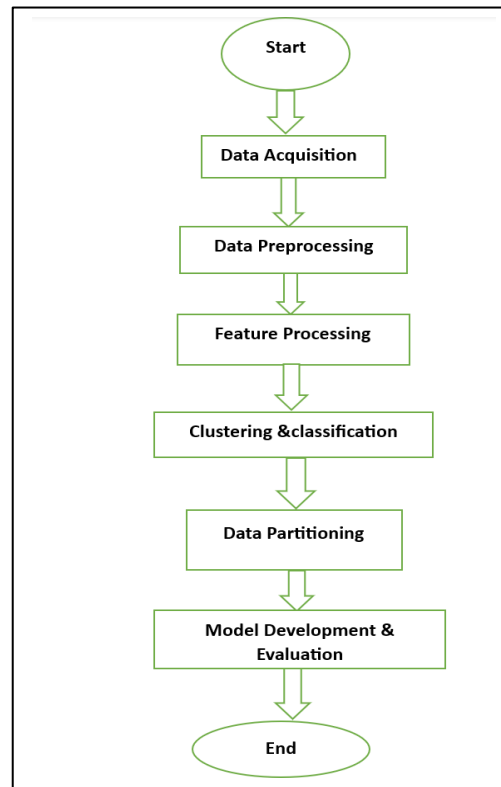 Start
Data Acquisition
Data Preprocessing
Feature Processing
Clustering &classification
Data Partitioning
Model Development &
Evaluation
End